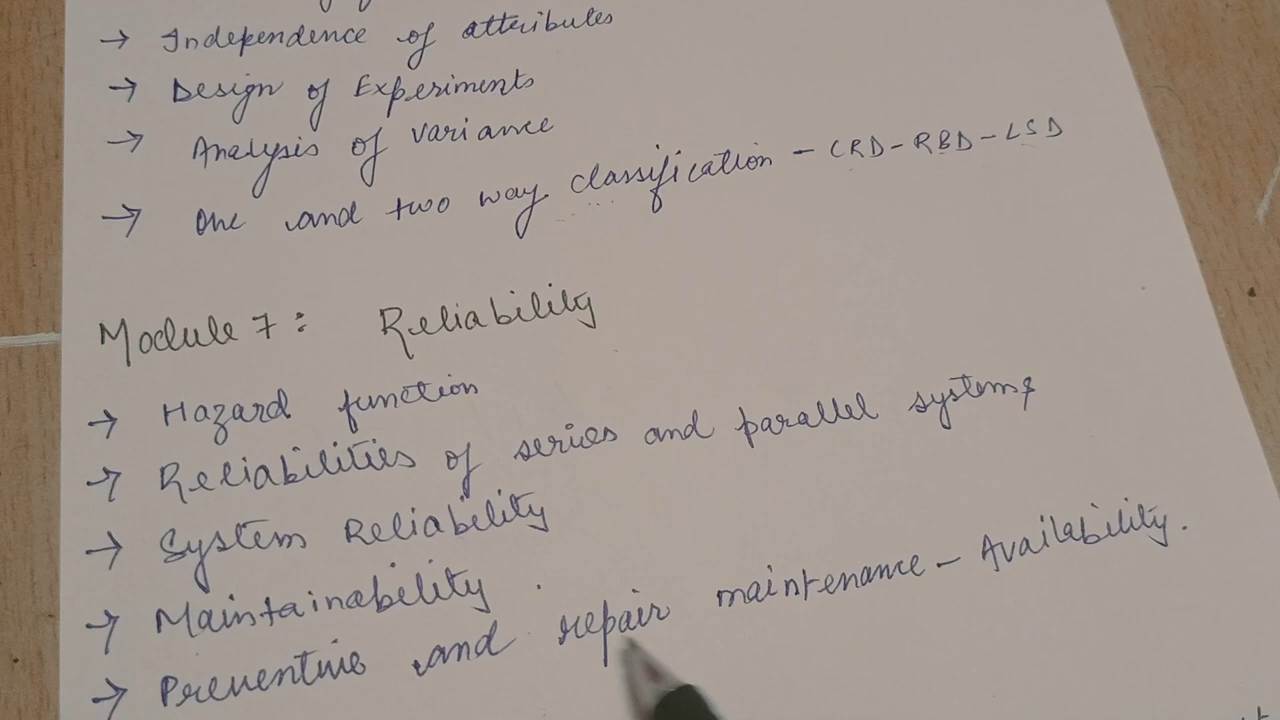 → Independence of attributes
→ Design of Experiments
→ Analysis of variance
→ One and two way classification - CRD-RBD-LSD
Module 7: Reliability
→ Hazard function
→ Reliabilities of series and parallel systems
→ System Reliability
→ Maintainability
→ Preventive and repair maintenance - Availability.